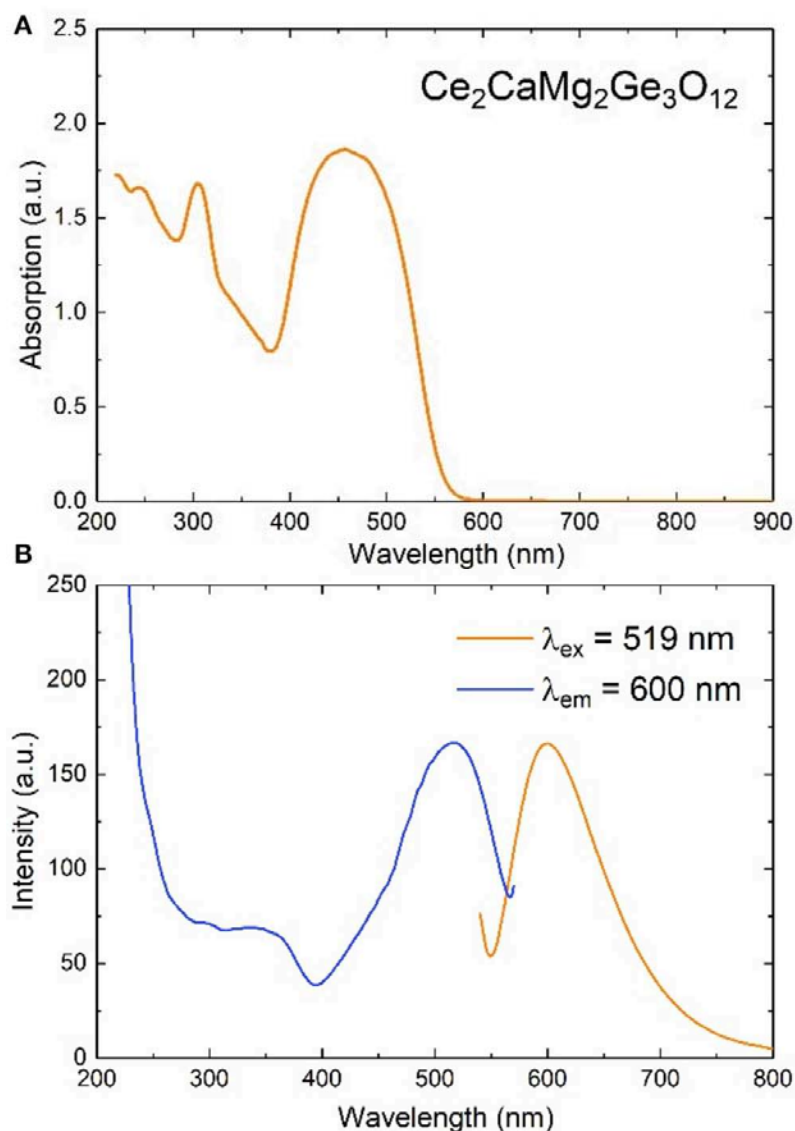 A
Ce₂CaMg₂Ge₃O₁₂
Absorption (a.u.)
2.5
2.0
1.5
1.0
0.5
0.0
200 300 400 500 600 700 800 900
Wavelength (nm)
B
λex = 519 nm
λem = 600 nm
Intensity (a.u.)
250
200
150
100
50
0
200 300 400 500 600 700 800
Wavelength (nm)